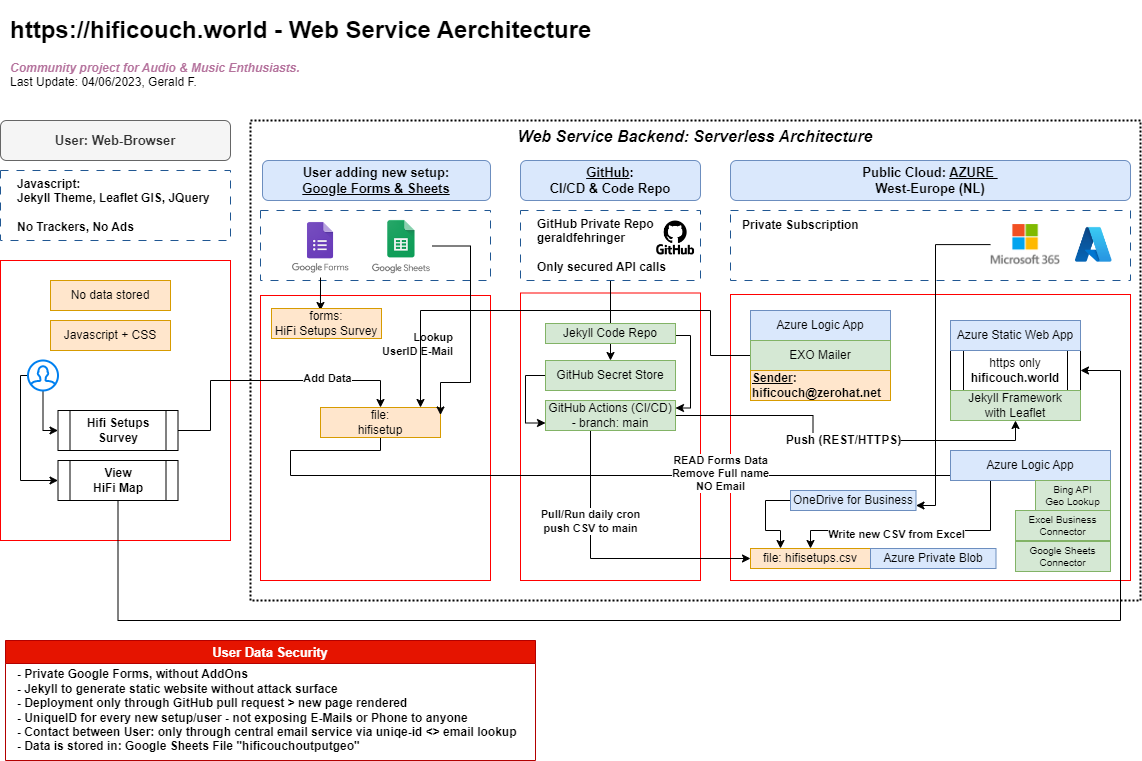 https://hificouch.world - Web Service Aerchitecture
Community project for Audio & Music Enthusiasts.
Last Update: 04/06/2023, Gerald F.
User: Web-Browser
Javascript:
Jekyll Theme, Leaflet GIS, JQuery
No Trackers, No Ads
No data stored
Javascript + CSS
Hifi Setups
Survey
View
HiFi Map
Web Service Backend: Serverless Architecture
User adding new setup:
Google Forms & Sheets
Google Forms
Google Sheets
forms:
HiFi Setups Survey
Lookup
UserID E-Mail
Add Data
file:
hifisetup
GitHub:
CI/CD & Code Repo
GitHub Private Repo
geraldfehringer
GitHub
Only secured API calls
Jekyll Code Repo
GitHub Secret Store
GitHub Actions (CI/CD)
- branch: main
Push (REST/HTTPS)
READ Forms Data
Remove Full name
NO Email
Pull/Run daily cron
push CSV to main
Public Cloud: AZURE
West-Europe (NL)
Private Subscription
Microsoft 365
Azure Logic App
EXO Mailer
Sender:
hificouch@zerohat.net
Azure Static Web App
https only
hificouch.world
Jekyll Framework
with Leaflet
Azure Logic App
Bing API
Geo Lookup
Excel Business
Connector
Google Sheets
Connector
OneDrive for Business
Write new CSV from Excel
file: hifisetups.csv
Azure Private Blob
User Data Security
- Private Google Forms, without AddOns
- Jekyll to generate static website without attack surface
- Deployment only through GitHub pull request > new page rendered
- UniqueID for every new setup/user - not exposing E-Mails or Phone to anyone
- Contact between User: only through central email service via uniqe-id <> email lookup
- Data is stored in: Google Sheets File "hificouchoutputgeo"